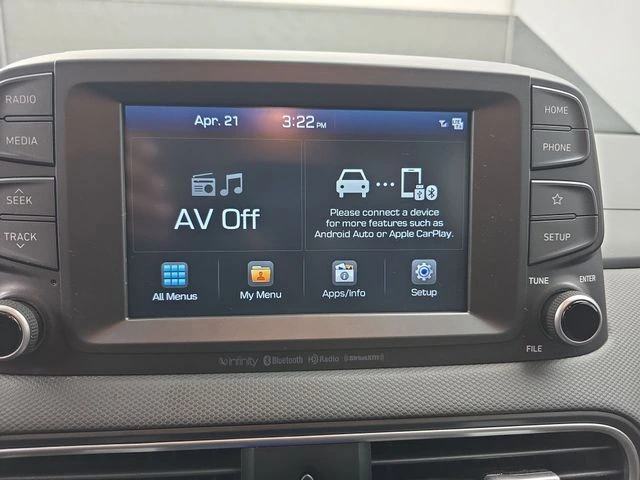 RADIO
MEDIA
SEEK
TRACK
Apr. 21
3:22 PM
AV Off
Please connect a device
for more features such as
Android Auto or Apple CarPlay.
All Menus
My Menu
Apps/Info
Setup
HOME
PHONE
SETUP
TUNE
ENTER
FILE
infinity Bluetooth HD Radio SiriusXM